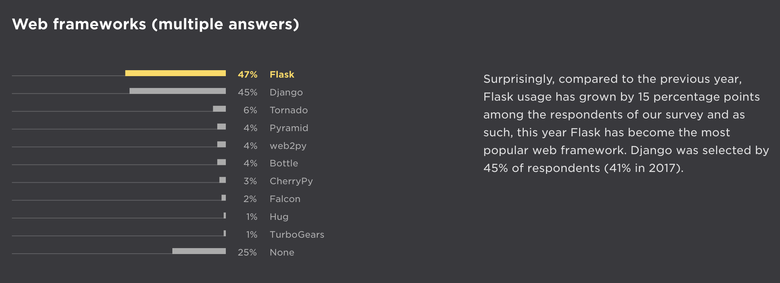 Web frameworks (multiple answers)
47% Flask
45% Django
6% Tornado
4% Pyramid
4% web2py
4% Bottle
3% CherryPy
2% Falcon
1% Hug
1% TurboGears
25% None
Surprisingly, compared to the previous year,
Flask usage has grown by 15 percentage points
among the respondents of our survey and as
such, this year Flask has become the most
popular web framework. Django was selected by
45% of respondents (41% in 2017).